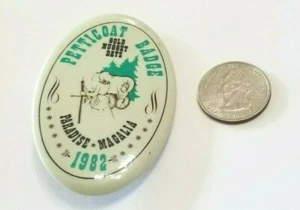 PETTICOAT BADGE
GOLD
NUGGET
DAYS
PARADISE - MAGALIA
1982